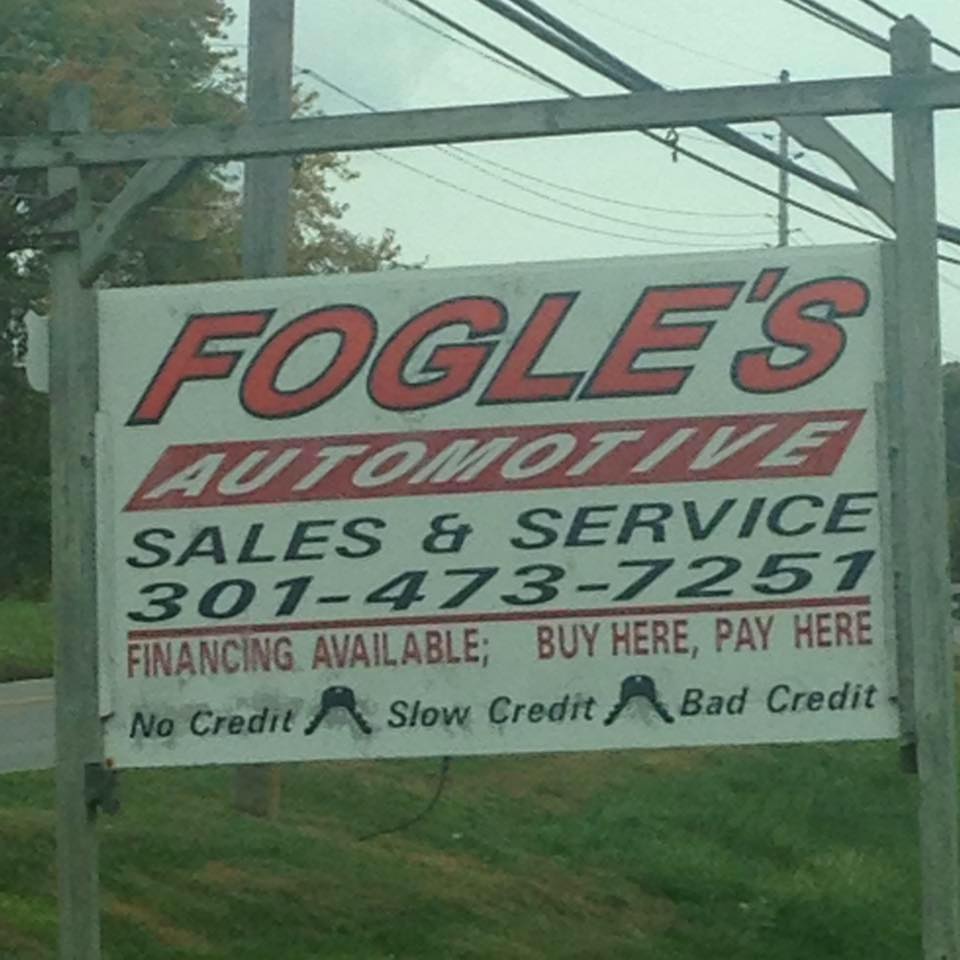 FOGLE'S
AUTOMOTIVE
SALES & SERVICE
301-473-7251
FINANCING AVAILABLE; BUY HERE, PAY HERE
No Credit Slow Credit Bad Credit